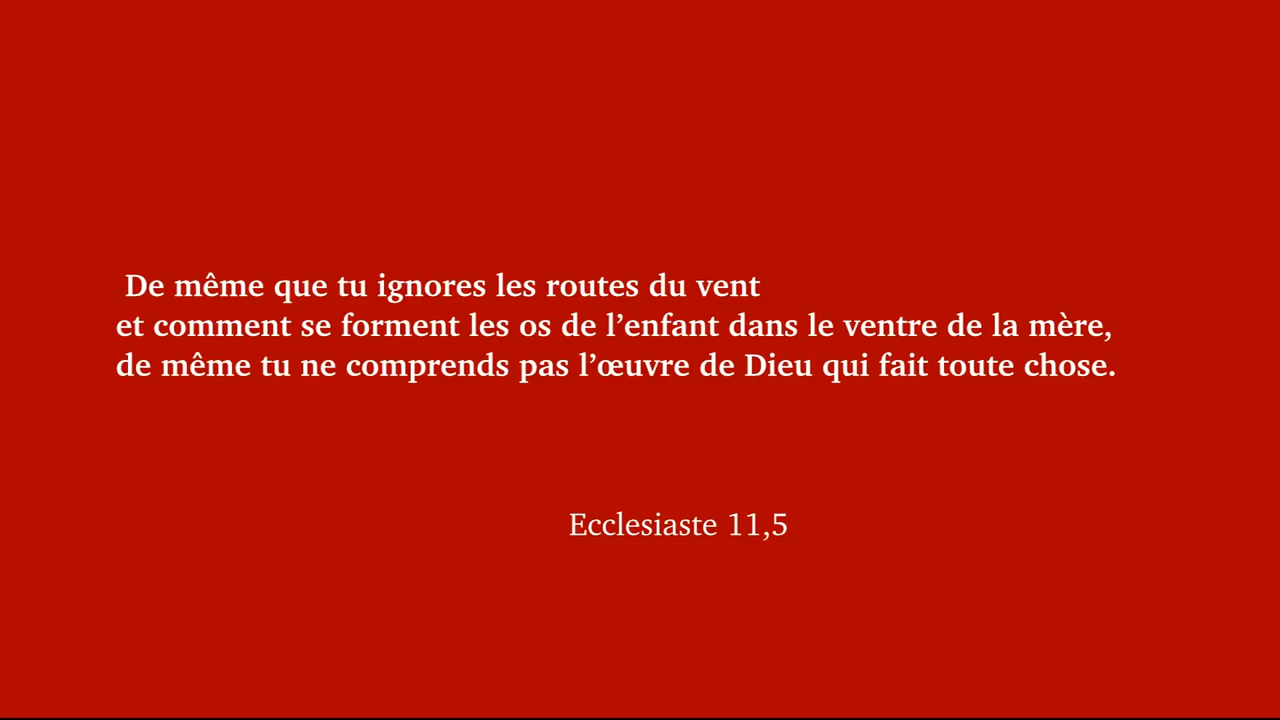 De même que tu ignores les routes du vent
et comment se forment les os de l’enfant dans le ventre de la mère,
de même tu ne comprends pas l’œuvre de Dieu qui fait toute chose.
Ecclesiaste 11,5